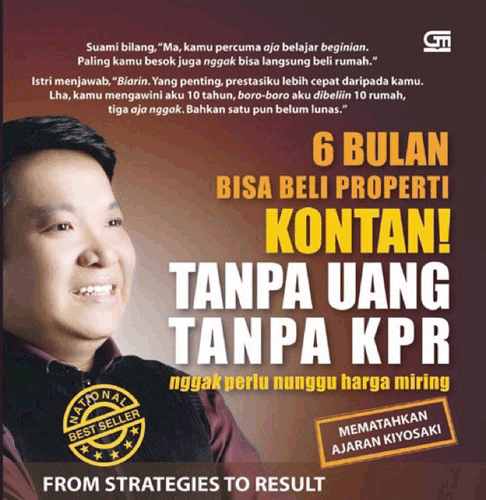 Suami bilang, "Ma, kamu percuma aja belajar beginian.
Paling kamu besok juga nggak bisa langsung beli rumah."
Istri menjawab, "Biarin. Yang penting, prestasiku lebih cepat daripada kamu.
Lha, kamu mengawini aku 10 tahun, boro-boro aku dibeliin 10 rumah,
tiga aja nggak. Bahkan satu pun belum lunas."
GM
6 BULAN
BISA BELI PROPERTI
KONTAN!
TANPA UANG
TANPA KPR
nggak perlu nunggu harga miring
NATIONAL
BEST SELLER
MEMATAHKAN
AJARAN KIYOSAKI
FROM STRATEGIES TO RESULT